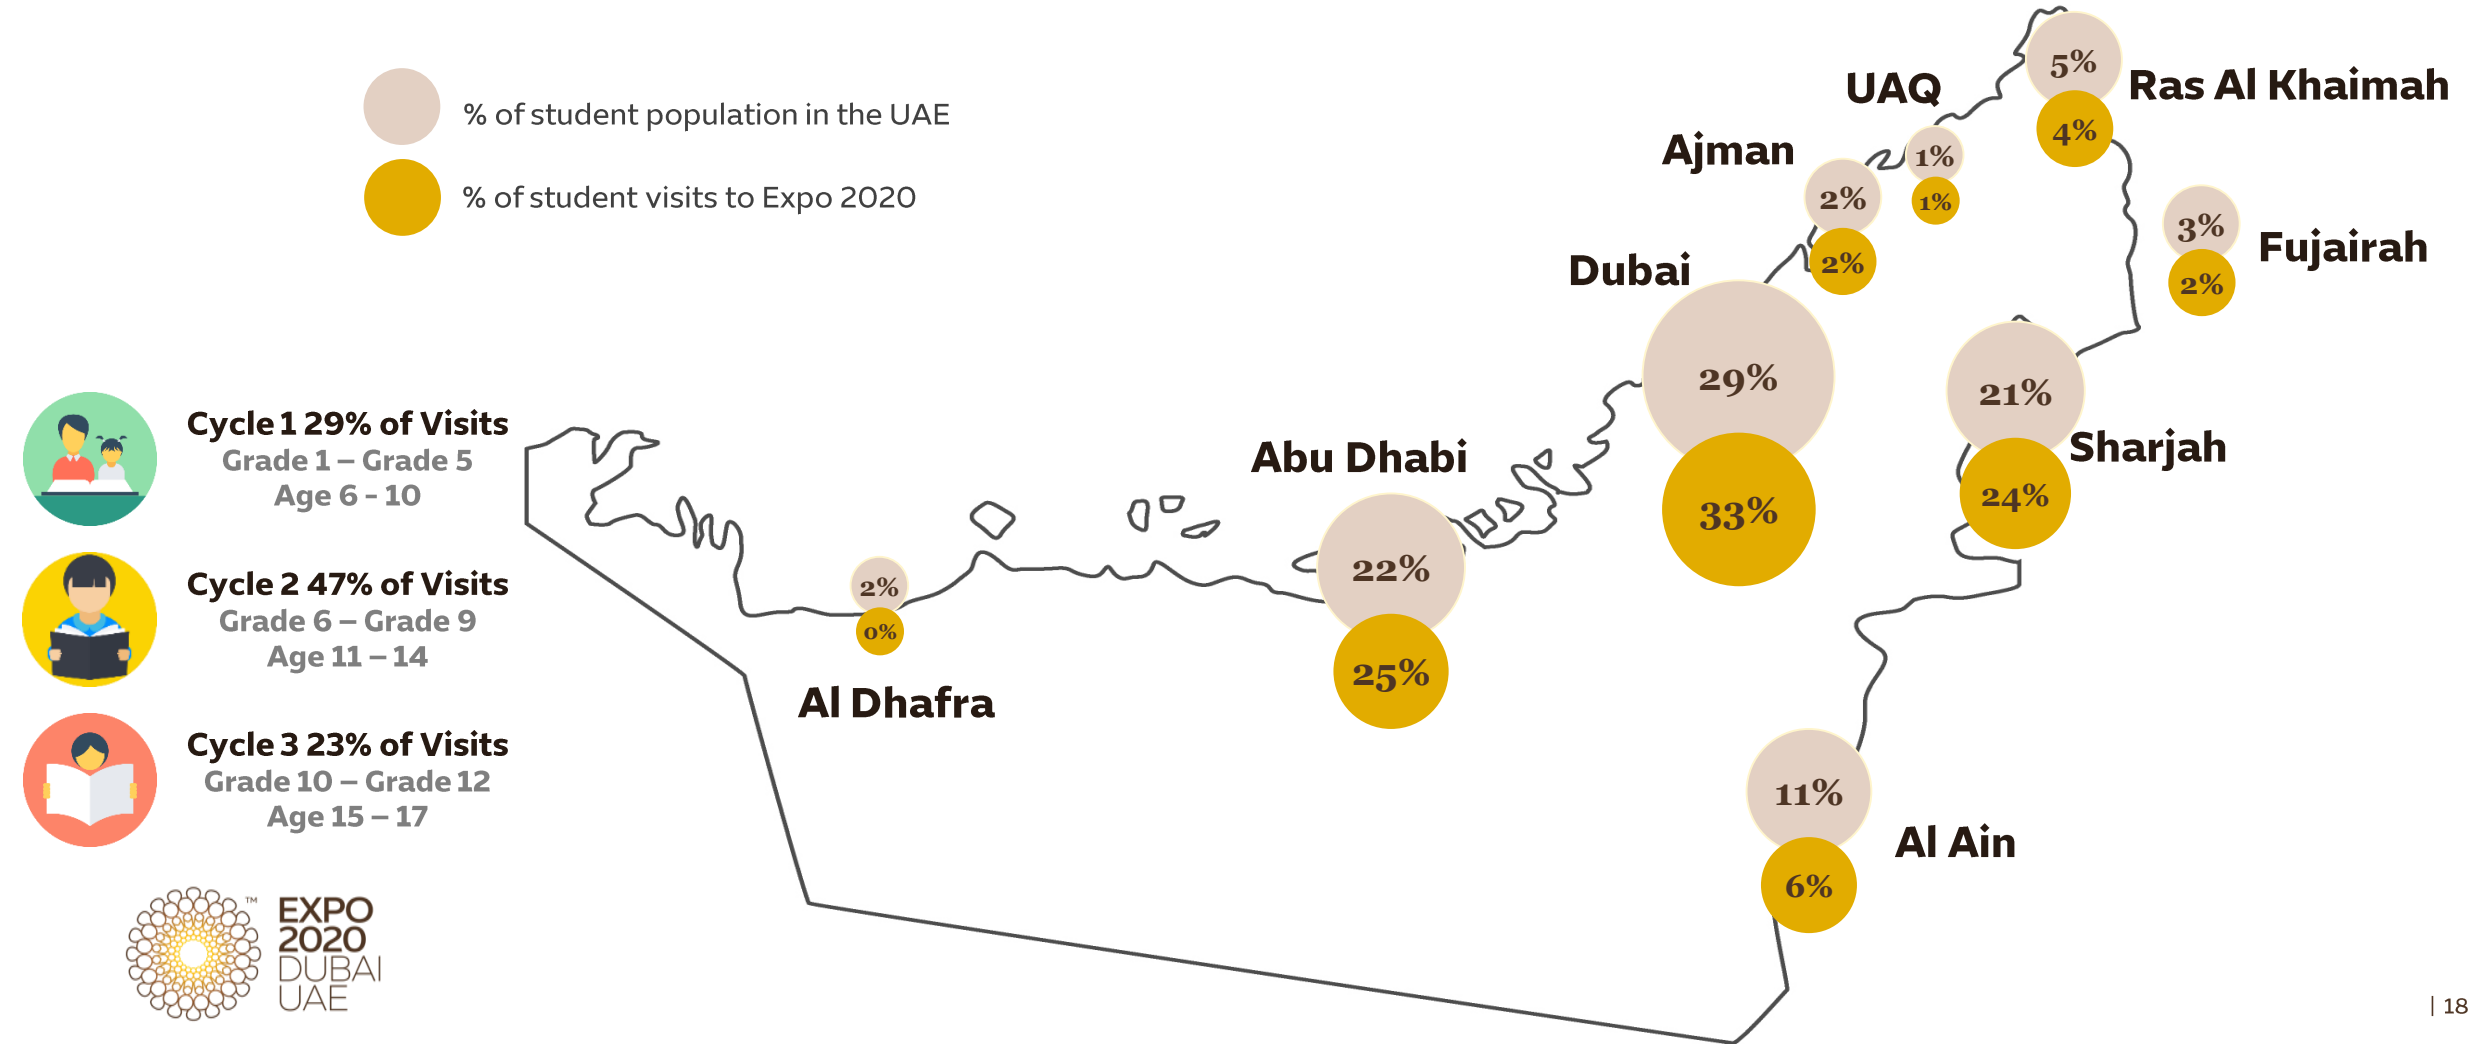 % of student population in the UAE
% of student visits to Expo 2020
Cycle 1 29% of Visits
Grade 1 – Grade 5
Age 6 - 10
Cycle 2 47% of Visits
Grade 6 – Grade 9
Age 11 – 14
Cycle 3 23% of Visits
Grade 10 – Grade 12
Age 15 – 17
5%
4%
Ras Al Khaimah
UAQ
1%
1%
Ajman
2%
2%
3%
2%
Fujairah
Dubai
29%
33%
21%
24%
Sharjah
Abu Dhabi
22%
25%
2%
0%
Al Dhafra
11%
6%
Al Ain
™
EXPO
2020
DUBAI
UAE
| 18